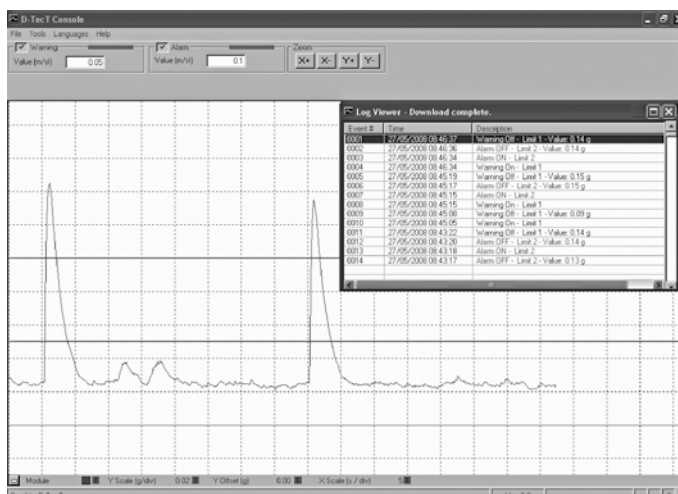 D-TecT Console
File Tools Languages Help
Warning
Value (m/s²) 0.05
Alarm
Value (m/s²) 0.1
Zoom
X+ X- Y+ Y-
Log Viewer - Download complete.
Event # Time Description
0001 27/05/2008 08:46:37 Warning Off - Limit 1 - Value: 0.14 g
0002 27/05/2008 08:46:36 Alarm OFF - Limit 2 - Value: 0.14 g
0003 27/05/2008 08:46:34 Alarm ON - Limit 2
0004 27/05/2008 08:46:34 Warning On - Limit 1
0005 27/05/2008 08:45:19 Warning Off - Limit 1 - Value: 0.15 g
0006 27/05/2008 08:45:17 Alarm OFF - Limit 2 - Value: 0.15 g
0007 27/05/2008 08:45:15 Alarm ON - Limit 2
0008 27/05/2008 08:45:15 Warning On - Limit 1
0009 27/05/2008 08:45:08 Warning Off - Limit 1 - Value: 0.09 g
0010 27/05/2008 08:45:05 Warning On - Limit 1
0011 27/05/2008 08:43:22 Warning Off - Limit 1 - Value: 0.14 g
0012 27/05/2008 08:43:20 Alarm OFF - Limit 2 - Value: 0.14 g
0013 27/05/2008 08:43:18 Alarm ON - Limit 2
0014 27/05/2008 08:43:17 Alarm OFF - Limit 2 - Value: 0.13 g
Module Y Scale (g/div) 0.02 Y Offset (g) 0.00 X Scale (s / div) 5